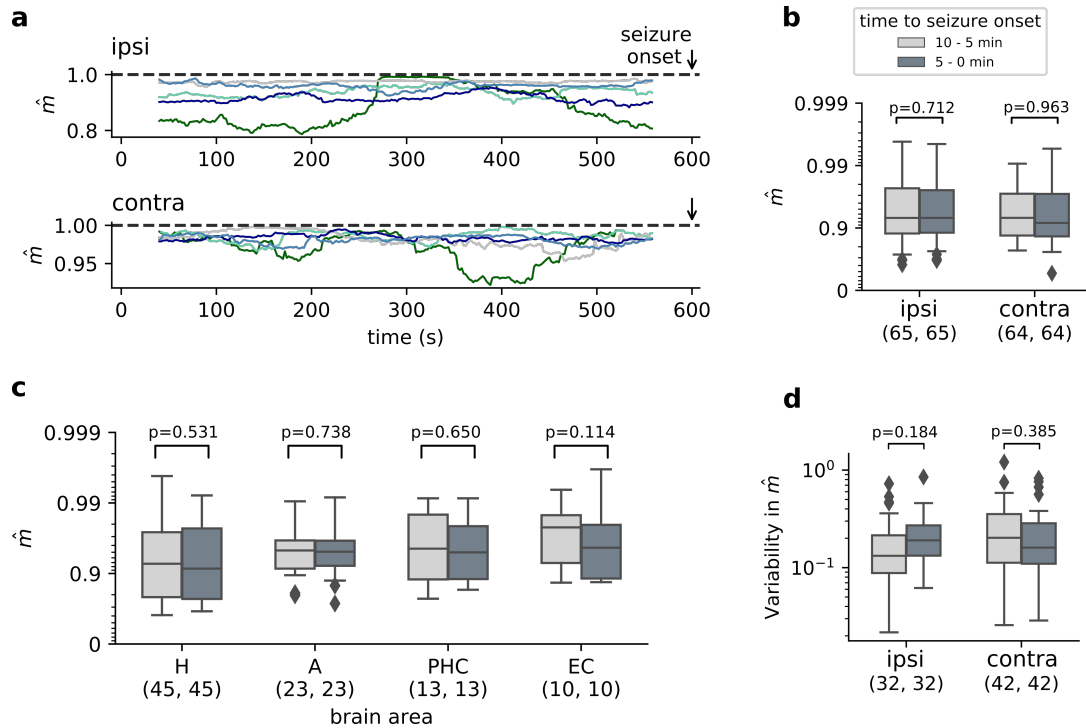 a
ipsi
seizure
onset
1.0
0.8
m̂
0 100 200 300 400 500 600
contra
1.00
0.95
m̂
0 100 200 300 400 500 600
time (s)
b
time to seizure onset
10 - 5 min
5 - 0 min
0.999
0.99
0.9
0
m̂
p=0.712 p=0.963
ipsi contra
(65, 65) (64, 64)
c
0.999
0.99
0.9
0
m̂
p=0.531 p=0.738 p=0.650 p=0.114
H A PHC EC
(45, 45) (23, 23) (13, 13) (10, 10)
brain area
d
p=0.184 p=0.385
10⁰
10⁻¹
Variability in m̂
ipsi contra
(32, 32) (42, 42)